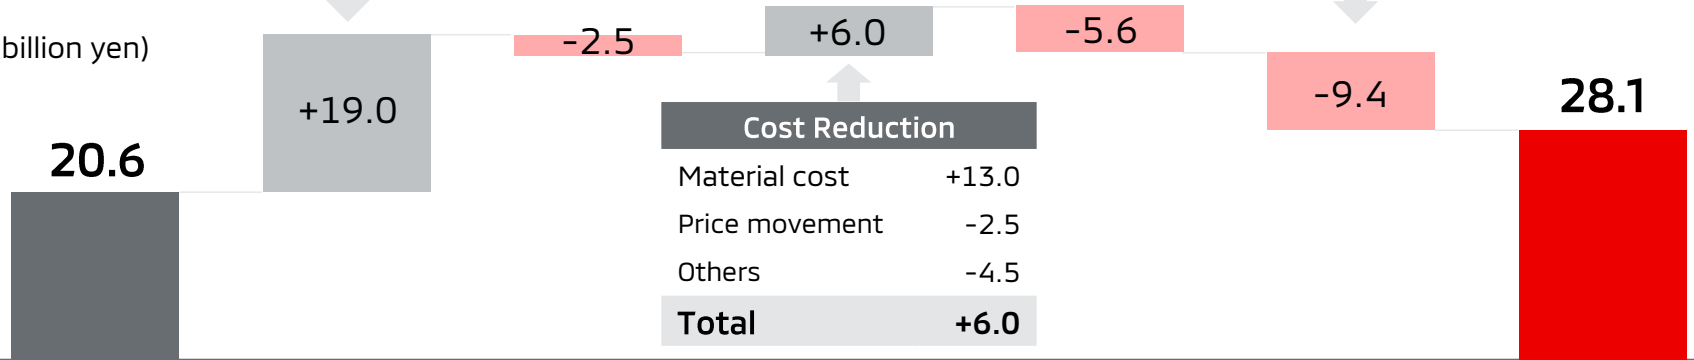 billion yen)
20.6
+19.0
-2.5
+6.0
-5.6
-9.4
28.1
Cost Reduction
Material cost +13.0
Price movement -2.5
Others -4.5
Total +6.0